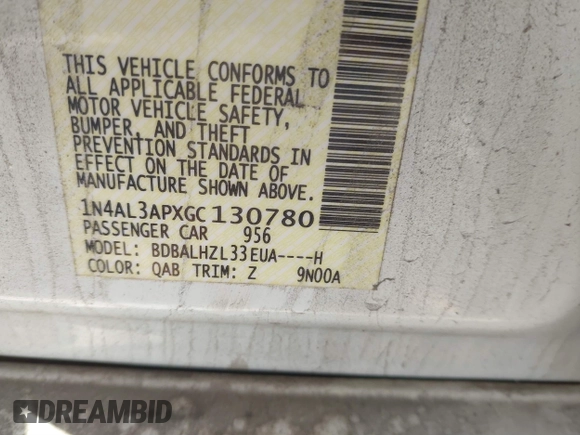 THIS VEHICLE CONFORMS TO
ALL APPLICABLE FEDERAL
MOTOR VEHICLE SAFETY,
BUMPER, AND THEFT
PREVENTION STANDARDS IN
EFFECT ON THE DATE OF
MANUFACTURE SHOWN ABOVE.
1N4AL3APXGC130780
PASSENGER CAR 956
MODEL: BDBALHZL33EUA----H
COLOR: QAB TRIM: Z 9N00A
DREAMBID